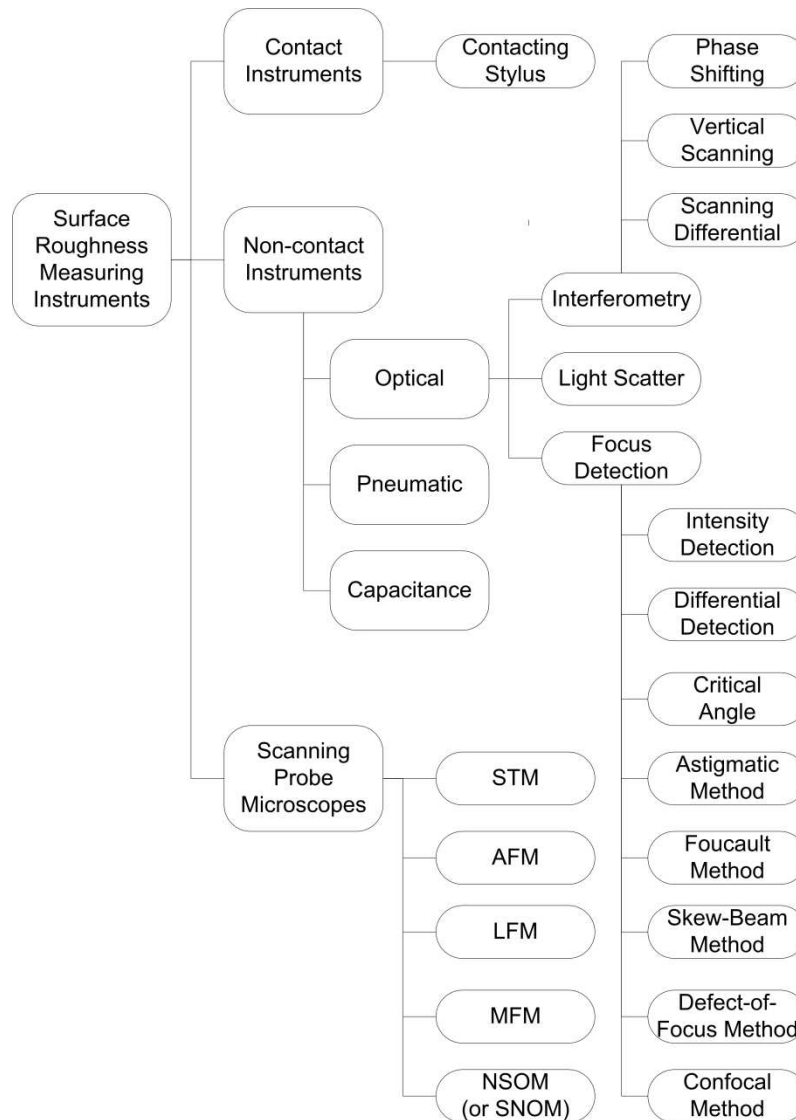 Surface
Roughness
Measuring
Instruments
Contact
Instruments
Contacting
Stylus
Non-contact
Instruments
Optical
Interferometry
Phase
Shifting
Vertical
Scanning
Scanning
Differential
Light Scatter
Focus
Detection
Intensity
Detection
Differential
Detection
Critical
Angle
Astigmatic
Method
Foucault
Method
Skew-Beam
Method
Defect-of-
Focus Method
Confocal
Method
Pneumatic
Capacitance
Scanning
Probe
Microscopes
STM
AFM
LFM
MFM
NSOM
(or SNOM)